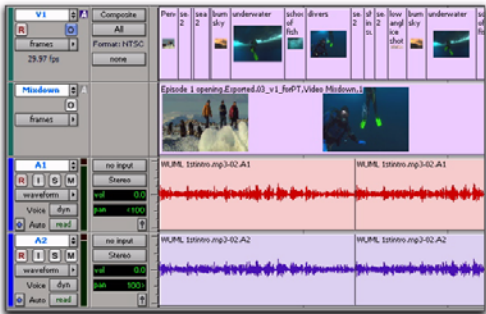 V1
Composite
R
O
All
frames
Format: NTSC
29.97 fps
none
se.
2
sea
2
burn
sky
underwater
school
of
fish
divers
se.
2
low
angl
ice
shot
burn
sky
underwater
Mixdown
A
O
frames
Episode 1 opening.Exported.03_v1_forPT.Video Mixdown.1
A1
no input
R I S M
Stereo
waveform
vol 0.0
Voice dyn
pan <100
Auto read
WUML 1stintro.mp3-02.A1
WUML 1stintro.mp3-02.A1
A2
no input
R I S M
Stereo
waveform
vol 0.0
Voice dyn
pan 100>
Auto read
WUML 1stintro.mp3-02.A2
WUML 1stintro.mp3-02.A2